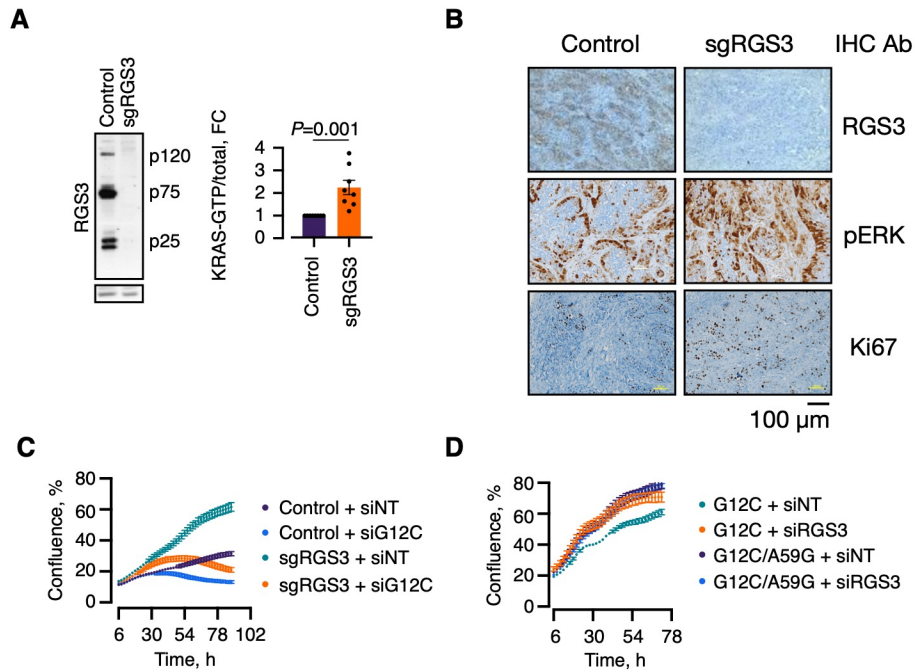 A
Control
sgRGS3
RGS3
p120
p75
p25
KRAS-GTP/total, FC
P=0.001
4
3
2
1
0
Control
sgRGS3
B
Control
sgRGS3
IHC Ab
RGS3
pERK
Ki67
100 μm
C
Confluence, %
80
60
40
20
0
6 30 54 78 102
Time, h
Control + siNT
Control + siG12C
sgRGS3 + siNT
sgRGS3 + siG12C
D
Confluence, %
80
60
40
20
0
6 30 54 78
Time, h
G12C + siNT
G12C + siRGS3
G12C/A59G + siNT
G12C/A59G + siRGS3